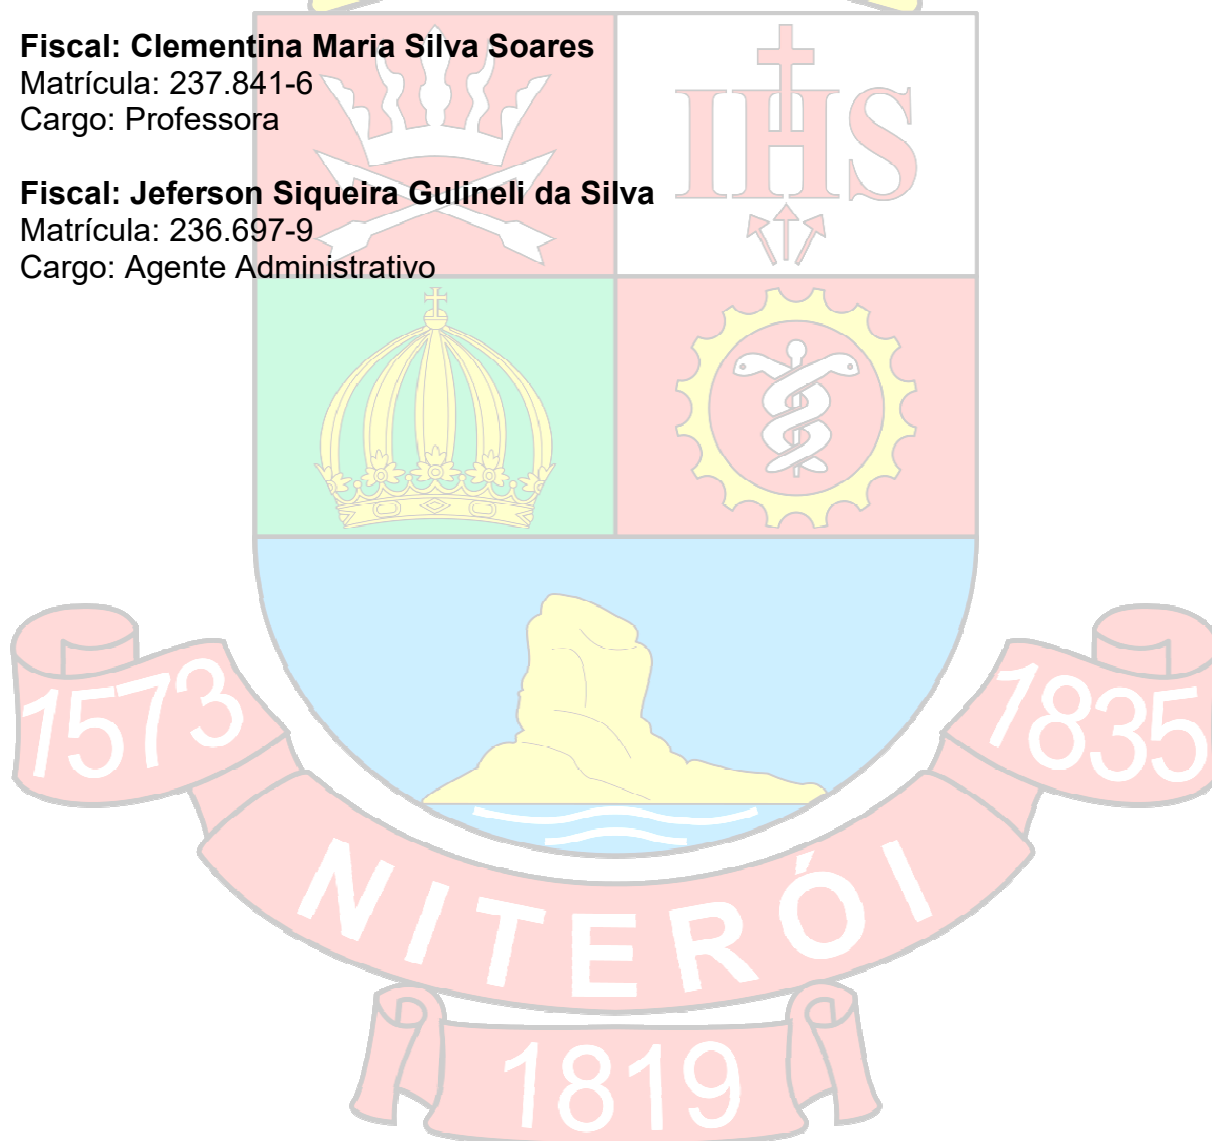 Fiscal: Clementina Maria Silva Soares
Matrícula: 237.841-6
Cargo: Professora
Fiscal: Jeferson Siqueira Gulineli da Silva
Matrícula: 236.697-9
Cargo: Agente Administrativo
IHS
1573
1835
NITERÓI
1819